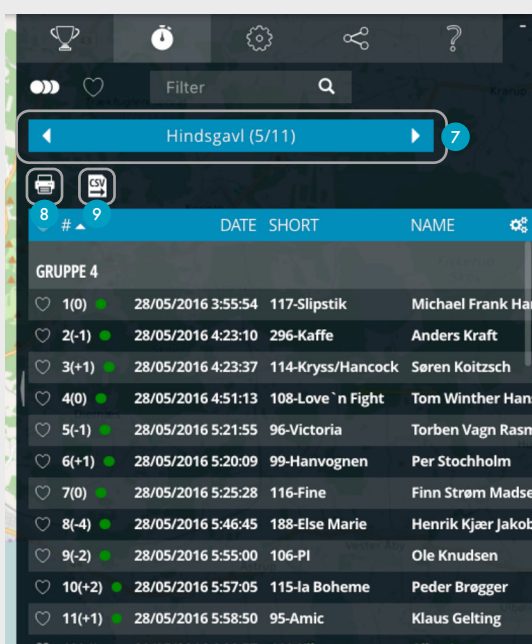 Filter
Krarup
Hindsgavl (5/11)
7
CSV
8
9
# DATE SHORT NAME
GRUPPE 4
1(0) 28/05/2016 3:55:54 117-Slipstik Michael Frank Ha
2(-1) 28/05/2016 4:23:10 296-Kaffe Anders Kraft
3(+1) 28/05/2016 4:23:37 114-Kryss/Hancock Søren Koitzsch
4(0) 28/05/2016 4:51:13 108-Love`n Fight Tom Winther Han
5(-1) 28/05/2016 5:21:55 96-Victoria Torben Vagn Rasm
6(+1) 28/05/2016 5:20:09 99-Hanvognen Per Stochholm
7(0) 28/05/2016 5:25:28 116-Fine Finn Strøm Madse
8(-4) 28/05/2016 5:46:45 188-Else Marie Henrik Kjær Jakob
9(-2) 28/05/2016 5:55:00 106-PI Ole Knudsen
10(+2) 28/05/2016 5:57:05 115-la Boheme Peder Brøgger
11(+1) 28/05/2016 5:58:50 95-Amic Klaus Gelting